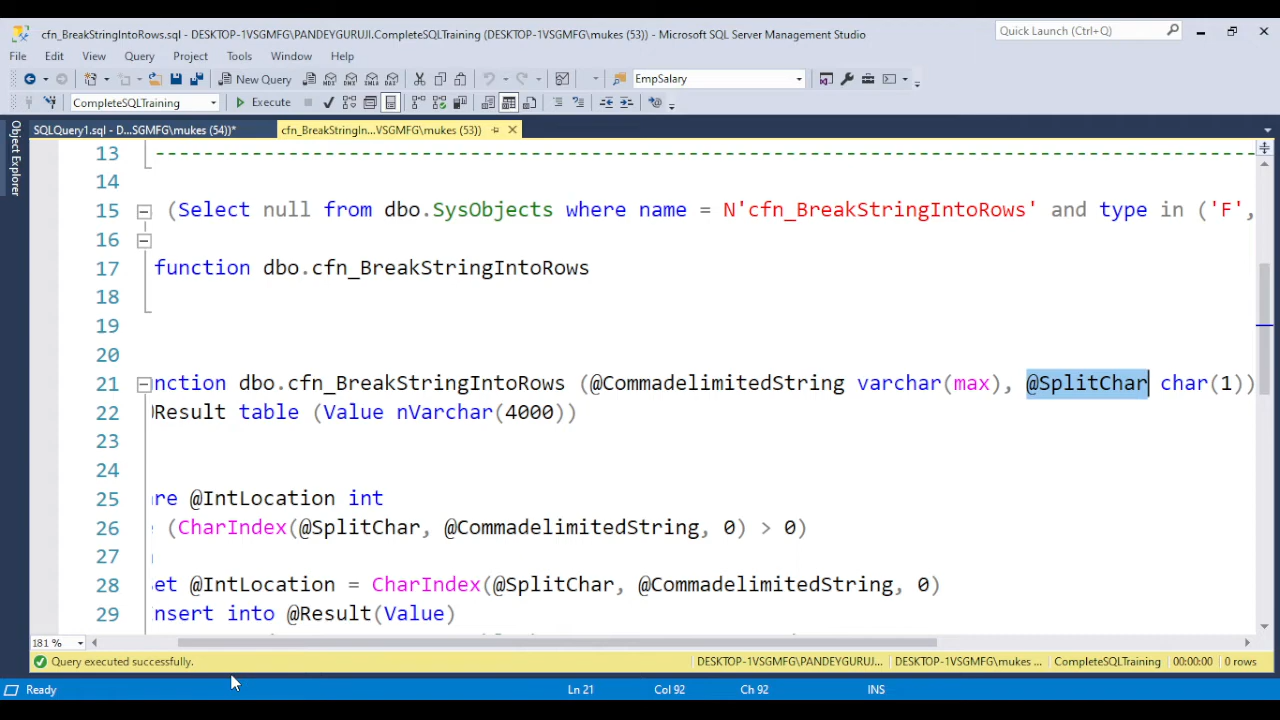 cfn_BreakStringIntoRows.sql - DESKTOP-1VSGMFG\PANDEYGURUJI.CompleteSQLTraining (DESKTOP-1VSGMFG\mukes (53)) - Microsoft SQL Server Management Studio
Quick Launch (Ctrl+Q)
File Edit View Query Project Tools Window Help
New Query MDX DMX XMLA DAX EmpSalary
CompleteSQLTraining Execute
SQLQuery1.sql - D...SGMFG\mukes (54))*
cfn_BreakStringIn...VSGMFG\mukes (53))
Object Explorer
13 ----------------------------------------------------------------------------------------
14
15 (Select null from dbo.SysObjects where name = N'cfn_BreakStringIntoRows' and type in ('F',
16
17 function dbo.cfn_BreakStringIntoRows
18
19
20
21 nction dbo.cfn_BreakStringIntoRows (@CommadelimitedString varchar(max), @SplitChar char(1))
22 @Result table (Value nVarchar(4000))
23
24
25 re @IntLocation int
26 (CharIndex(@SplitChar, @CommadelimitedString, 0) > 0)
27
28 et @IntLocation = CharIndex(@SplitChar, @CommadelimitedString, 0)
29 nsert into @Result(Value)
181 %
Query executed successfully.
DESKTOP-1VSGMFG\PANDEYGURUJI... DESKTOP-1VSGMFG\mukes ... CompleteSQLTraining 00:00:00 0 rows
Ready Ln 21 Col 92 Ch 92 INS